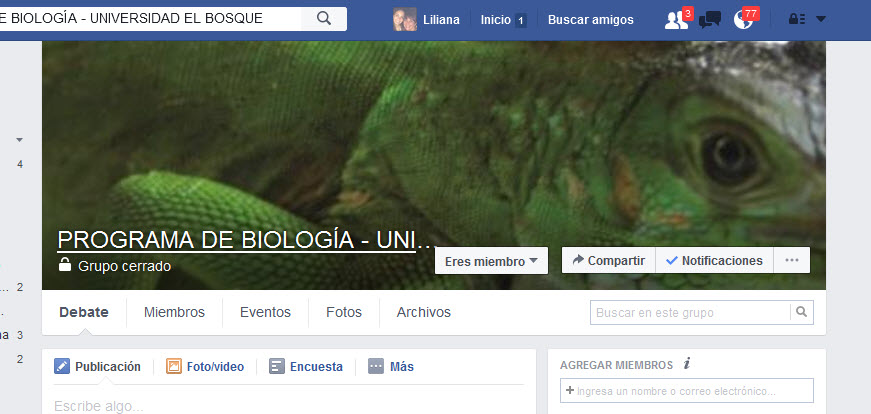 E BIOLOGÍA - UNIVERSIDAD EL BOSQUE
Liliana Inicio 1 Buscar amigos 3 77
4
PROGRAMA DE BIOLOGÍA - UNI...
Grupo cerrado
Eres miembro Compartir Notificaciones ...
... 2
na 3
2
Debate Miembros Eventos Fotos Archivos Buscar en este grupo
Publicación Foto/video Encuesta Más
Escribe algo...
AGREGAR MIEMBROS i
+ Ingresa un nombre o correo electrónico...